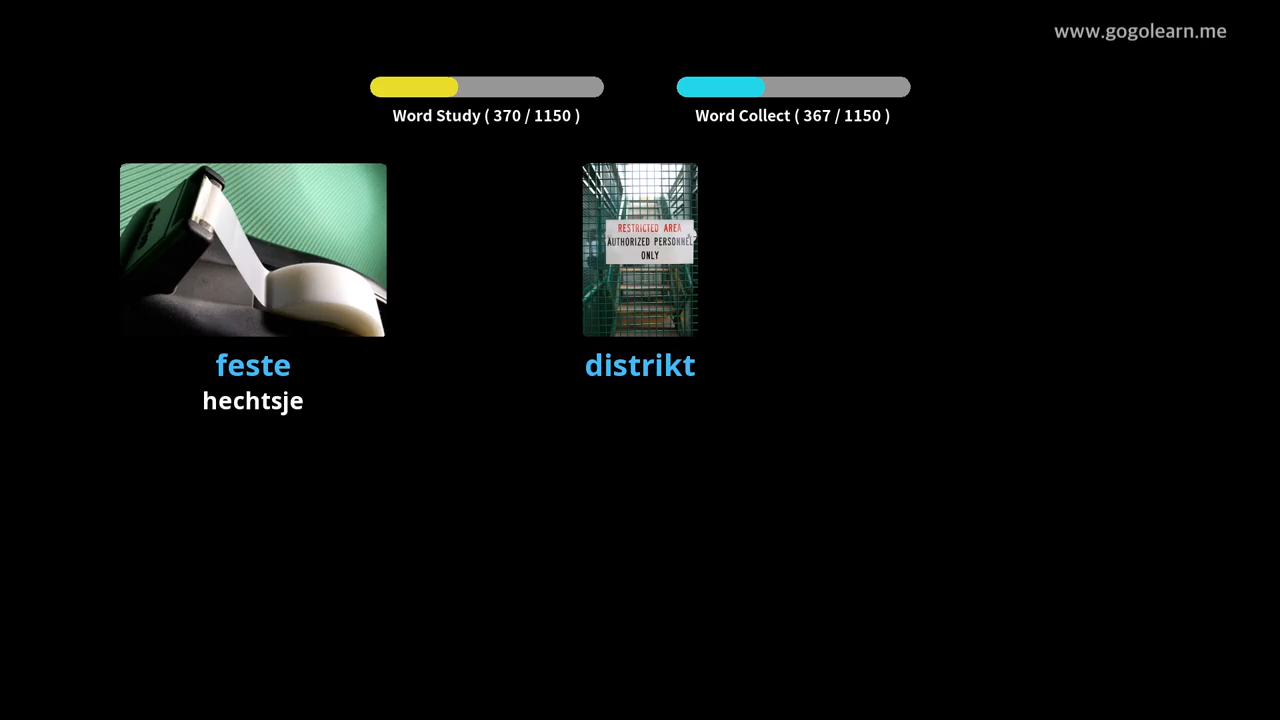 www.gogolearn.me
Word Study ( 370 / 1150 )
Word Collect ( 367 / 1150 )
RESTRICTED AREA
AUTHORIZED PERSONNEL
ONLY
feste
distrikt
hechtsje